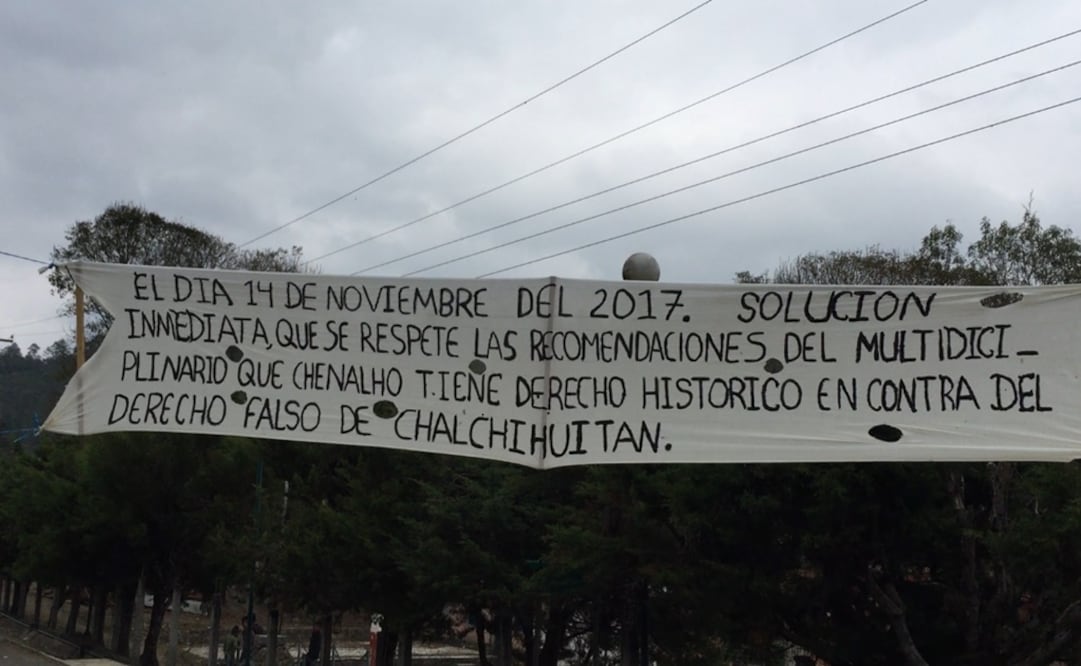 EL DIA 14 DE NOVIEMBRE DEL 2017. SOLUCION
INMEDIATA, QUE SE RESPETE LAS RECOMENDACIONES DEL MULTIDICI-
PLINARIO QUE CHENALHO TIENE DERECHO HISTORICO EN CONTRA DEL
DERECHO FALSO DE CHALCHIHUITAN.